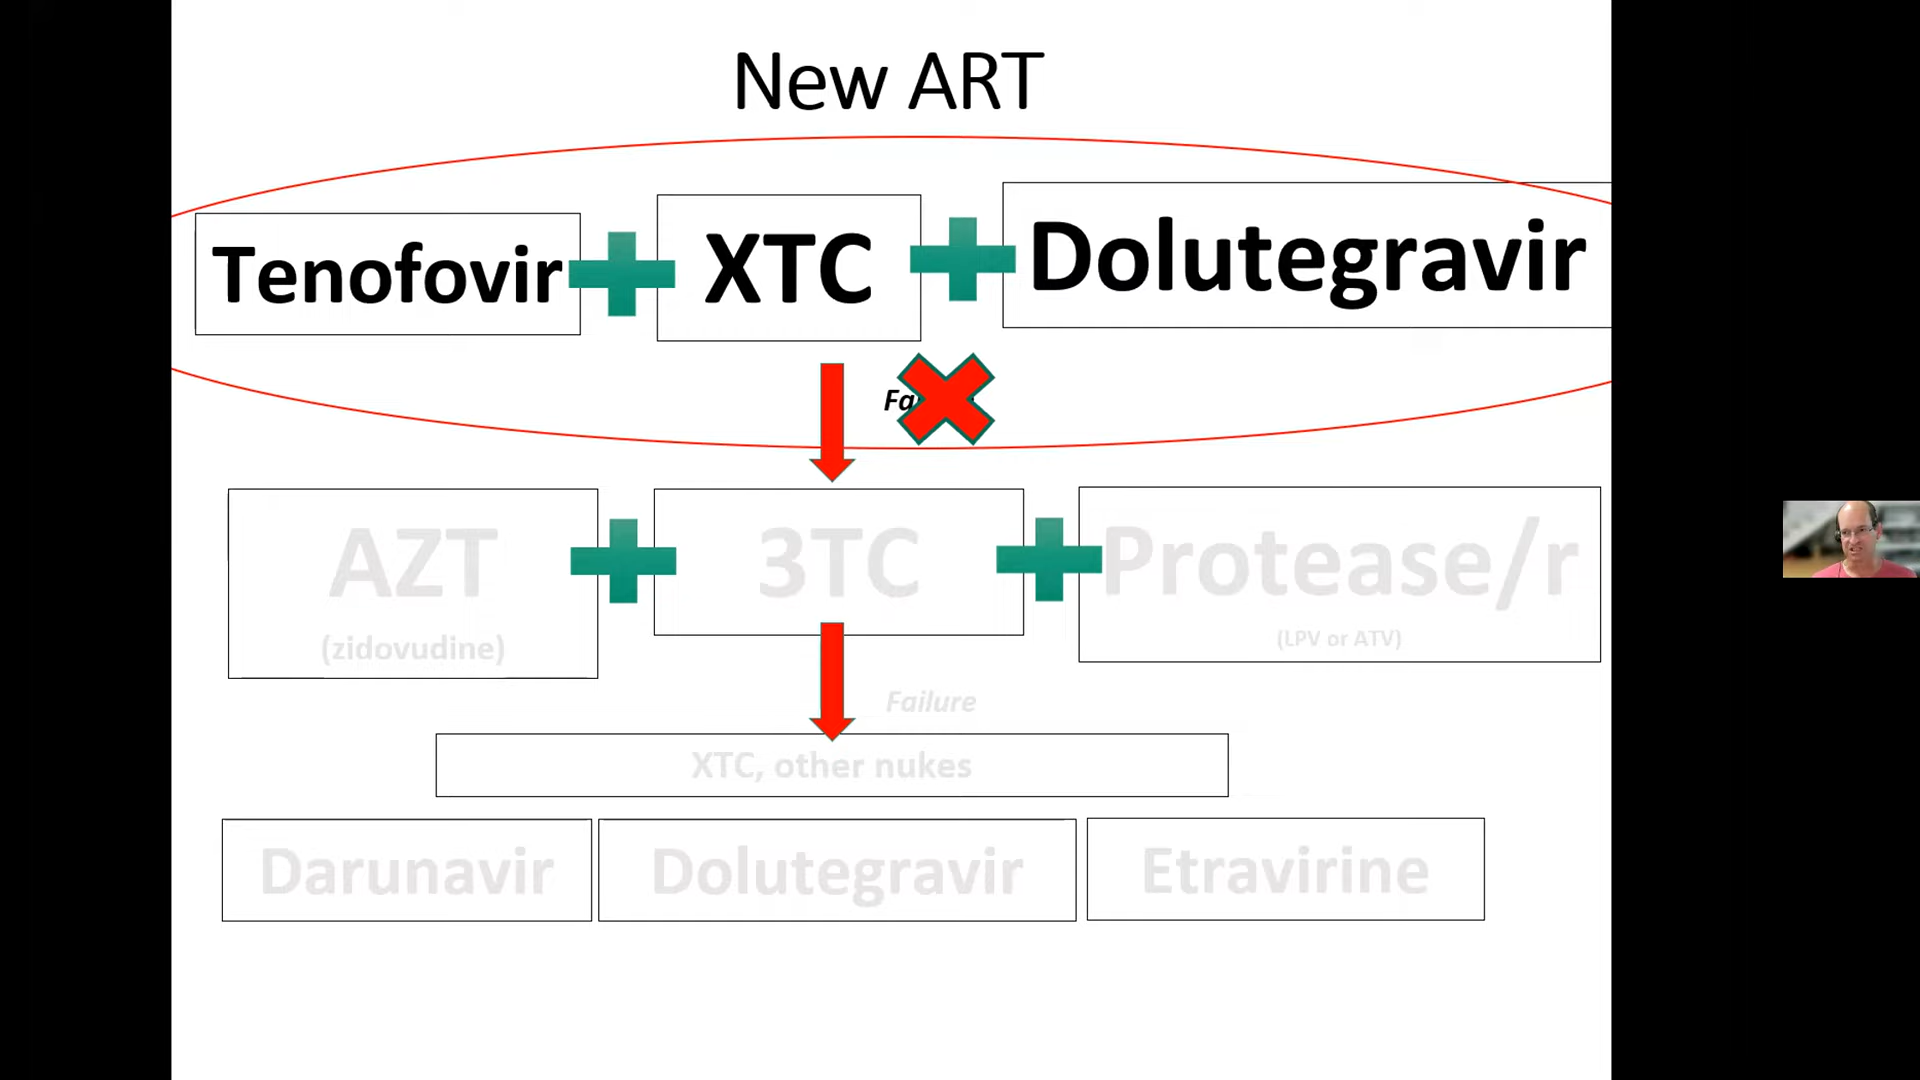 New ART
Tenofovir
XTC
Dolutegravir
AZT
(zidovudine)
3TC
Protease/r
(LPV or ATV)
Failure
XTC, other nukes
Darunavir
Dolutegravir
Etravirine